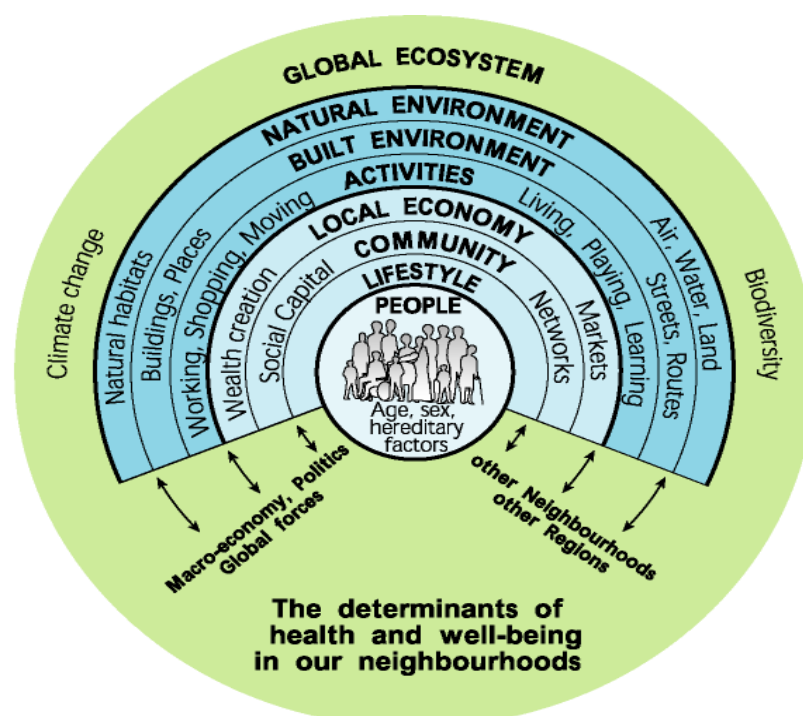 GLOBAL ECOSYSTEM
NATURAL ENVIRONMENT
BUILT ENVIRONMENT
ACTIVITIES
LOCAL ECONOMY
COMMUNITY
LIFESTYLE
PEOPLE
Age, sex,
hereditary
factors
Climate change
Natural habitats
Buildings, Places
Working, Shopping, Moving
Wealth creation
Social Capital
Networks
Markets
Living, Playing, Learning
Streets, Routes
Air, Water, Land
Biodiversity
Macro-economy, Politics
Global forces
other Neighbourhoods
other Regions
The determinants of
health and well-being
in our neighbourhoods